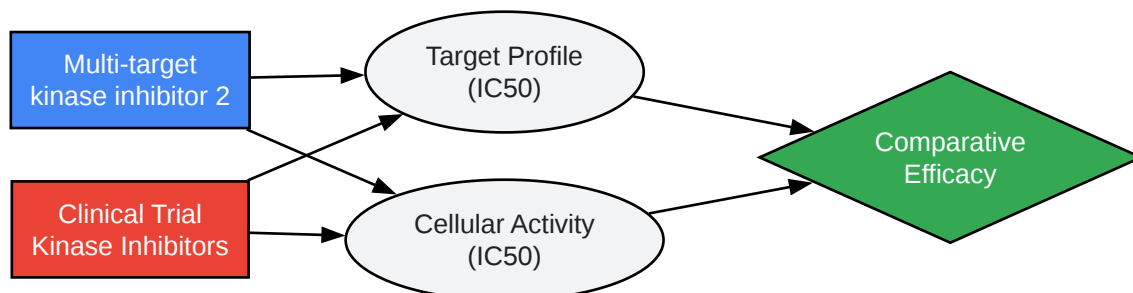 Multi-target
kinase inhibitor 2
Target Profile
(IC50)
Clinical Trial
Kinase Inhibitors
Cellular Activity
(IC50)
Comparative
Efficacy